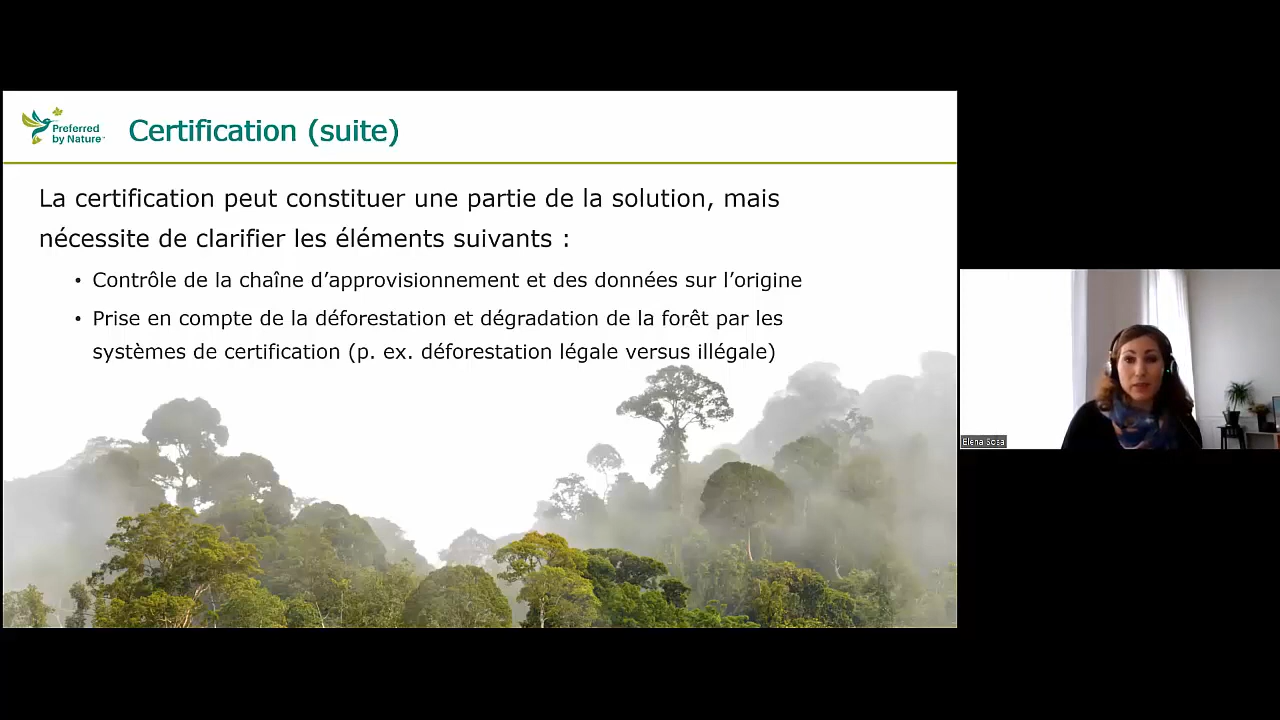 Preferred
by Nature™
Certification (suite)
La certification peut constituer une partie de la solution, mais
nécessite de clarifier les éléments suivants :
• Contrôle de la chaîne d’approvisionnement et des données sur l’origine
• Prise en compte de la déforestation et dégradation de la forêt par les
systèmes de certification (p. ex. déforestation légale versus illégale)
Elena Sosa